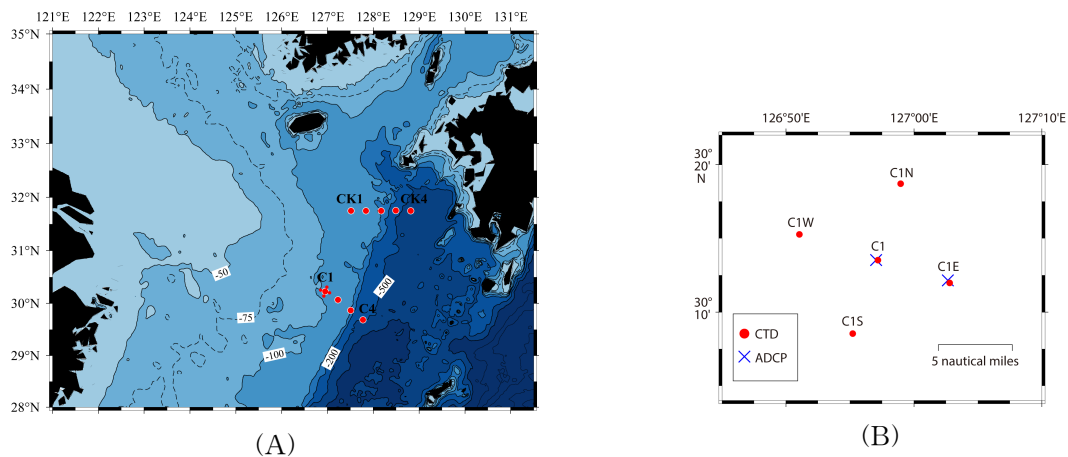 121°E 122°E 123°E 124°E 125°E 126°E 127°E 128°E 129°E 130°E 131°E
35°N
34°N
33°N
32°N
31°N
30°N
29°N
28°N
CK1 CK4
C1
C4
-50
-75
-100
-200
-500
(A)
126°50'E 127°00'E 127°10'E
30°
20'
N
30°
10'
C1N
C1W
C1
C1E
C1S
CTD
ADCP
5 nautical miles
(B)